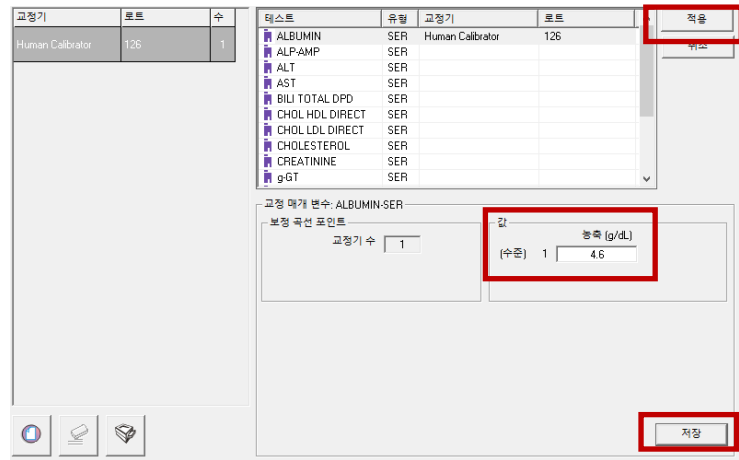 교정기 로트 수
Human Calibrator 126 1
테스트 유형 교정기 로트
ALBUMIN SER Human Calibrator 126
ALP-AMP SER
ALT SER
AST SER
BILI TOTAL DPD SER
CHOL HDL DIRECT SER
CHOL LDL DIRECT SER
CHOLESTEROL SER
CREATININE SER
g-GT SER
적용
취소
교정 매개 변수: ALBUMIN-SER
보정 곡선 포인트
교정기 수 1
값
농축 (g/dL)
(수준) 1 4.6
저장